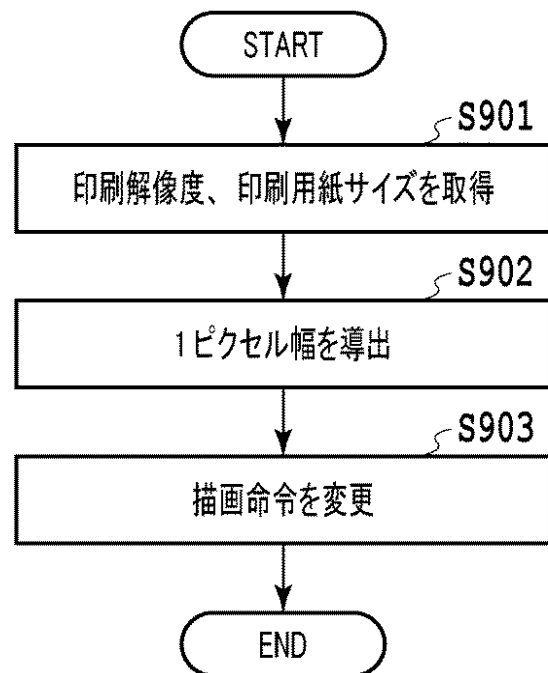 START
S901
印刷解像度、印刷用紙サイズを取得
S902
1ピクセル幅を導出
S903
描画命令を変更
END